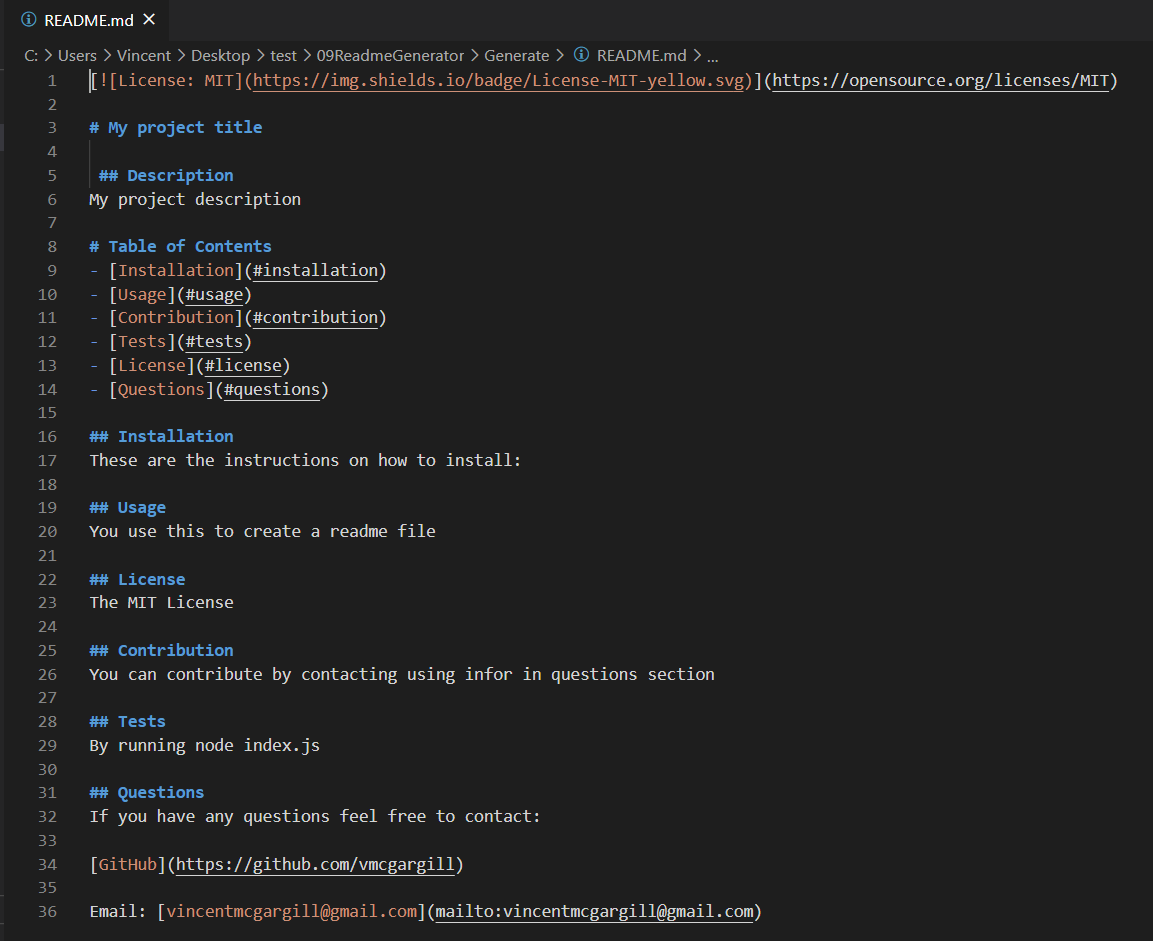 README.md ×
C: > Users > Vincent > Desktop > test > 09ReadmeGenerator > Generate > README.md > ...
1 [![License: MIT](https://img.shields.io/badge/License-MIT-yellow.svg)](https://opensource.org/licenses/MIT)
2
3 # My project title
4
5  ## Description
6 My project description
7
8 # Table of Contents
9 - [Installation](#installation)
10 - [Usage](#usage)
11 - [Contribution](#contribution)
12 - [Tests](#tests)
13 - [License](#license)
14 - [Questions](#questions)
15
16 ## Installation
17 These are the instructions on how to install:
18
19 ## Usage
20 You use this to create a readme file
21
22 ## License
23 The MIT License
24
25 ## Contribution
26 You can contribute by contacting using infor in questions section
27
28 ## Tests
29 By running node index.js
30
31 ## Questions
32 If you have any questions feel free to contact:
33
34 [GitHub](https://github.com/vmcgargill)
35
36 Email: [vincentmcgargill@gmail.com](mailto:vincentmcgargill@gmail.com)